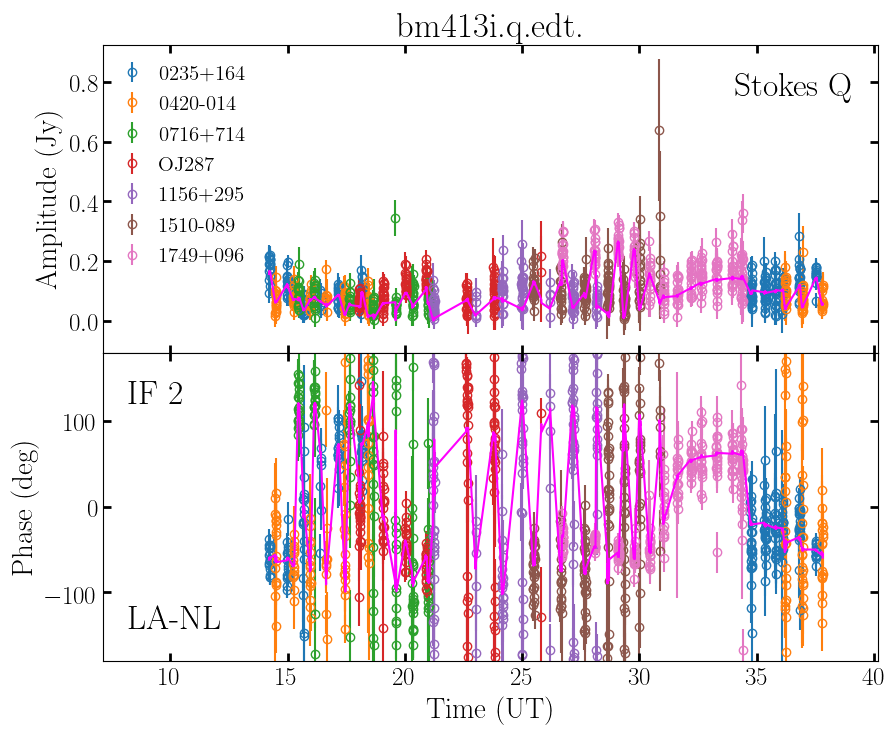 bm413i.q.edt.
Stokes Q
0235+164
0420-014
0716+714
OJ287
1156+295
1510-089
1749+096
Amplitude (Jy)
0.8
0.6
0.4
0.2
0.0
IF 2
LA-NL
Phase (deg)
100
0
−100
10 15 20 25 30 35 40
Time (UT)